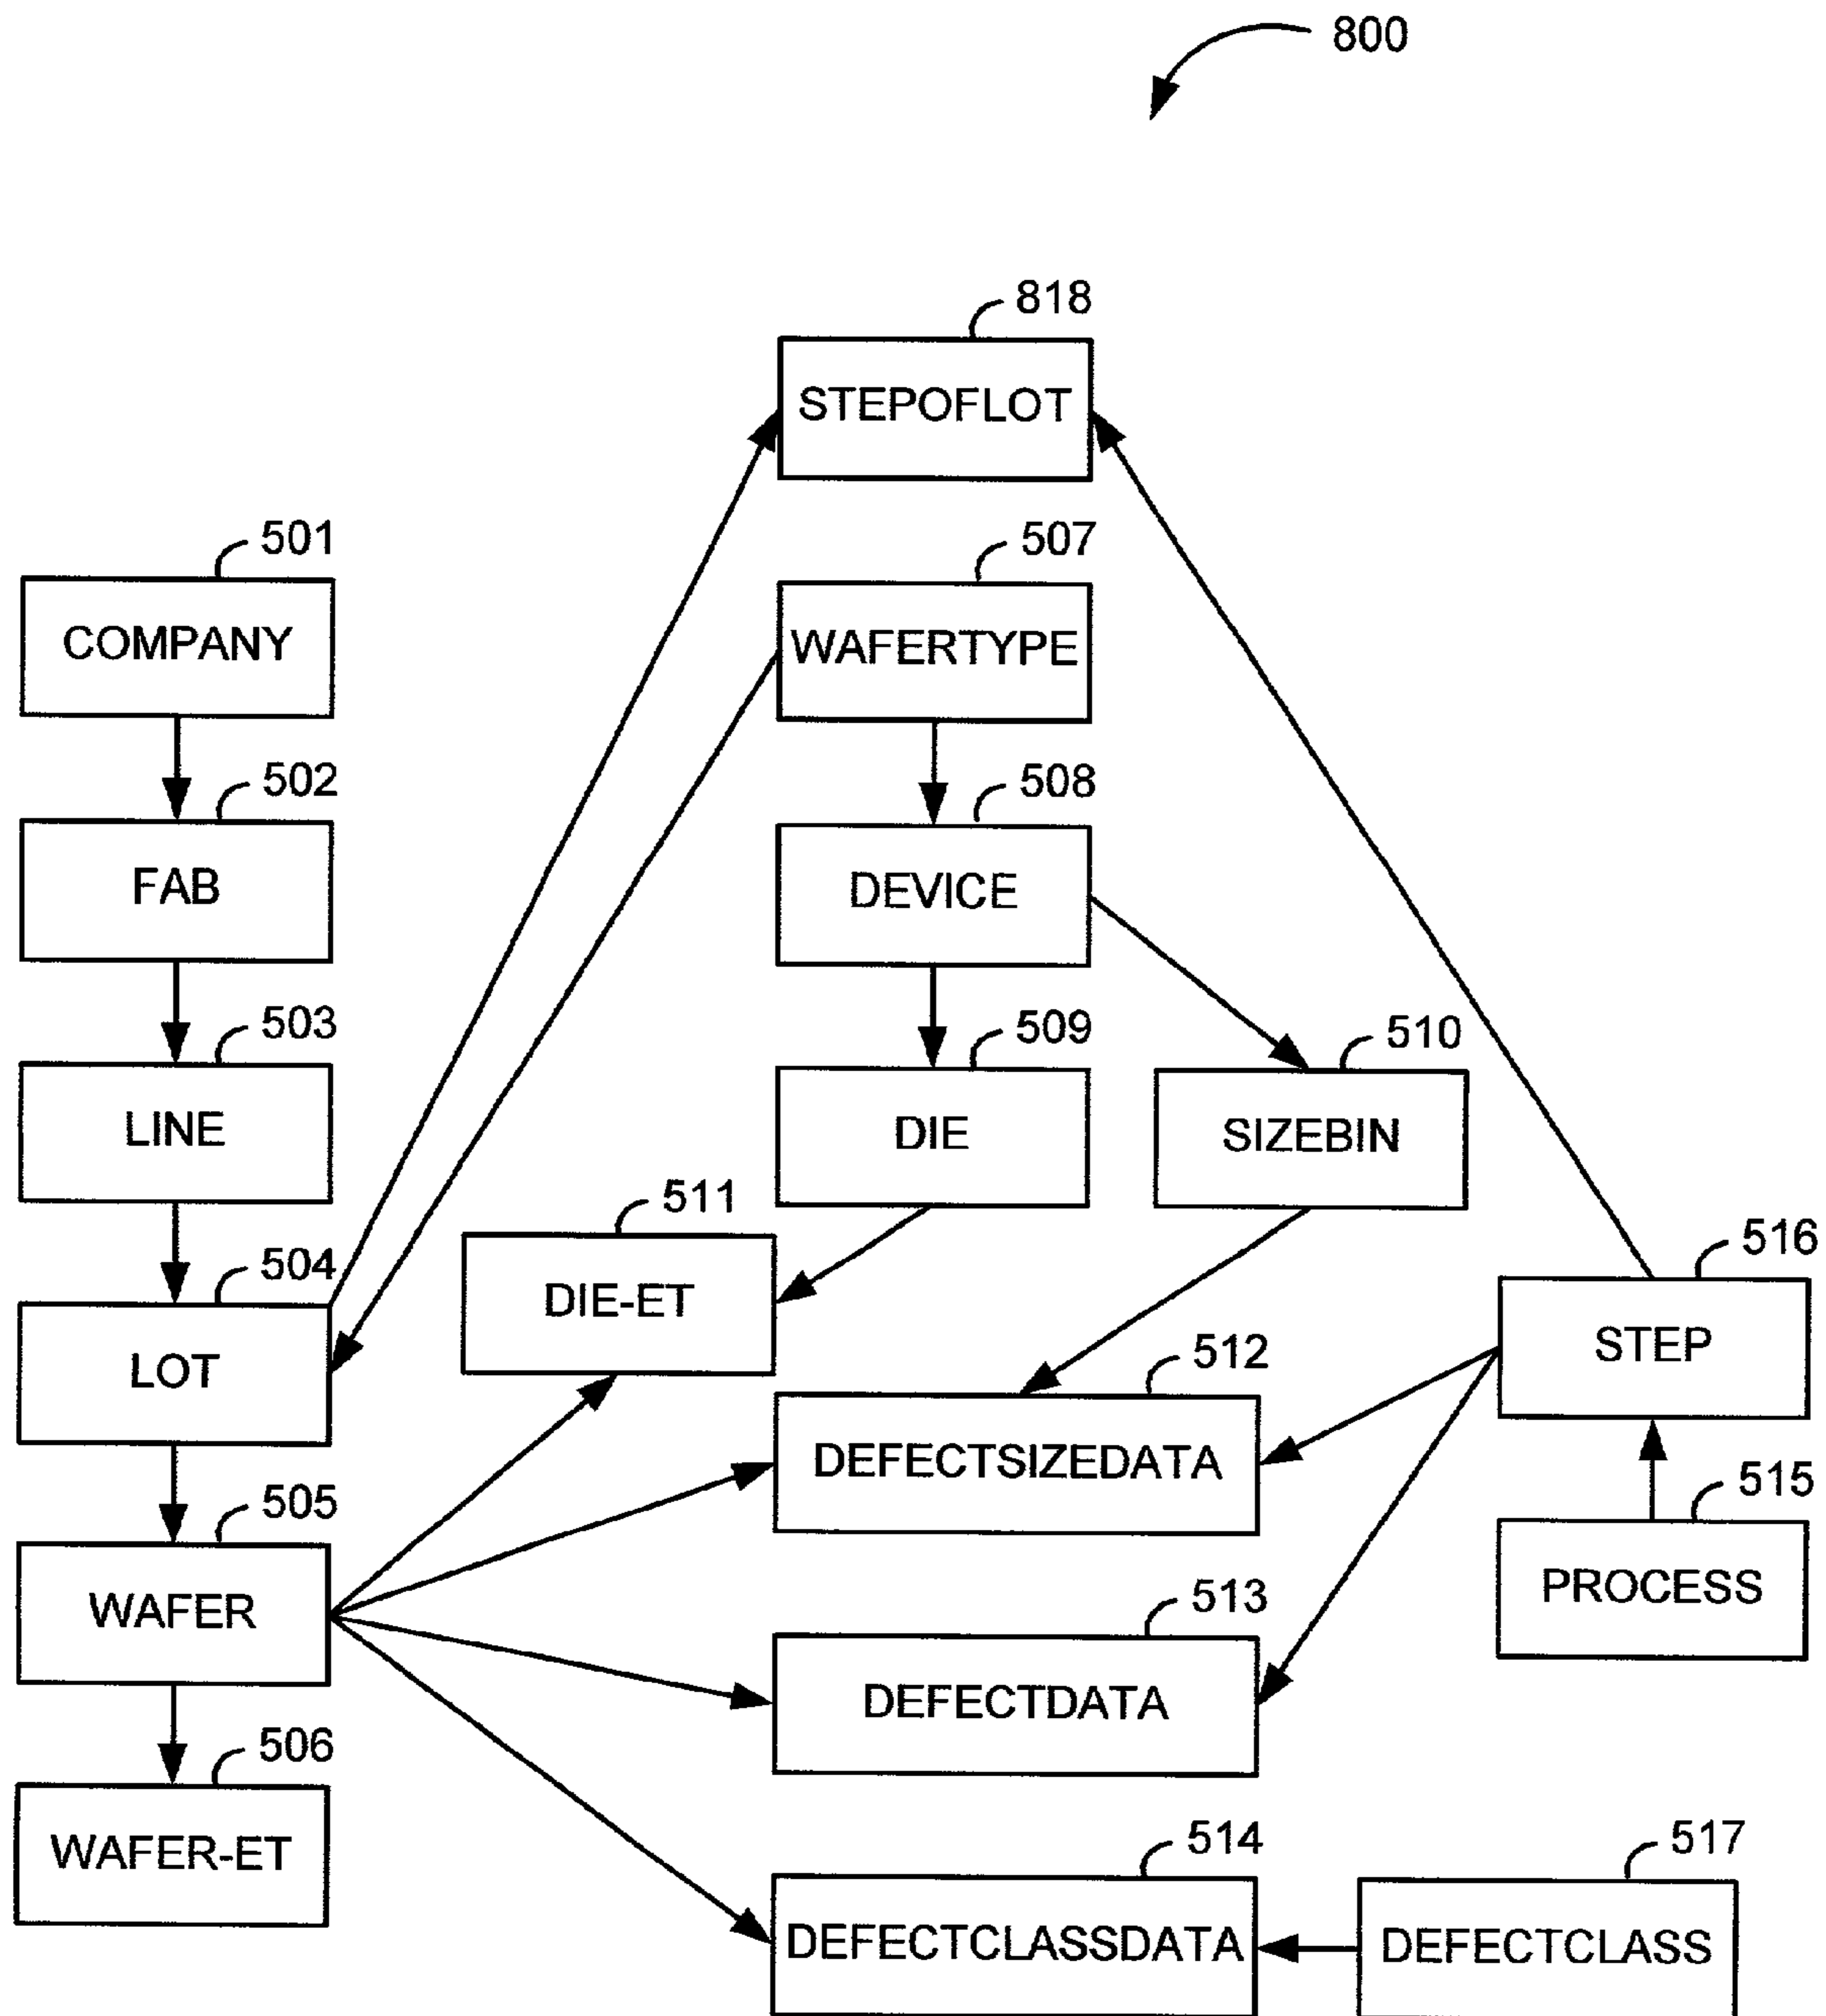 800
818
STEPOFLOT
501
COMPANY
507
WAFERTYPE
502
FAB
508
DEVICE
503
LINE
509
DIE
510
SIZEBIN
511
DIE-ET
504
LOT
516
STEP
512
DEFECTSIZEDATA
505
WAFER
515
PROCESS
513
DEFECTDATA
506
WAFER-ET
514
DEFECTCLASSDATA
517
DEFECTCLASS